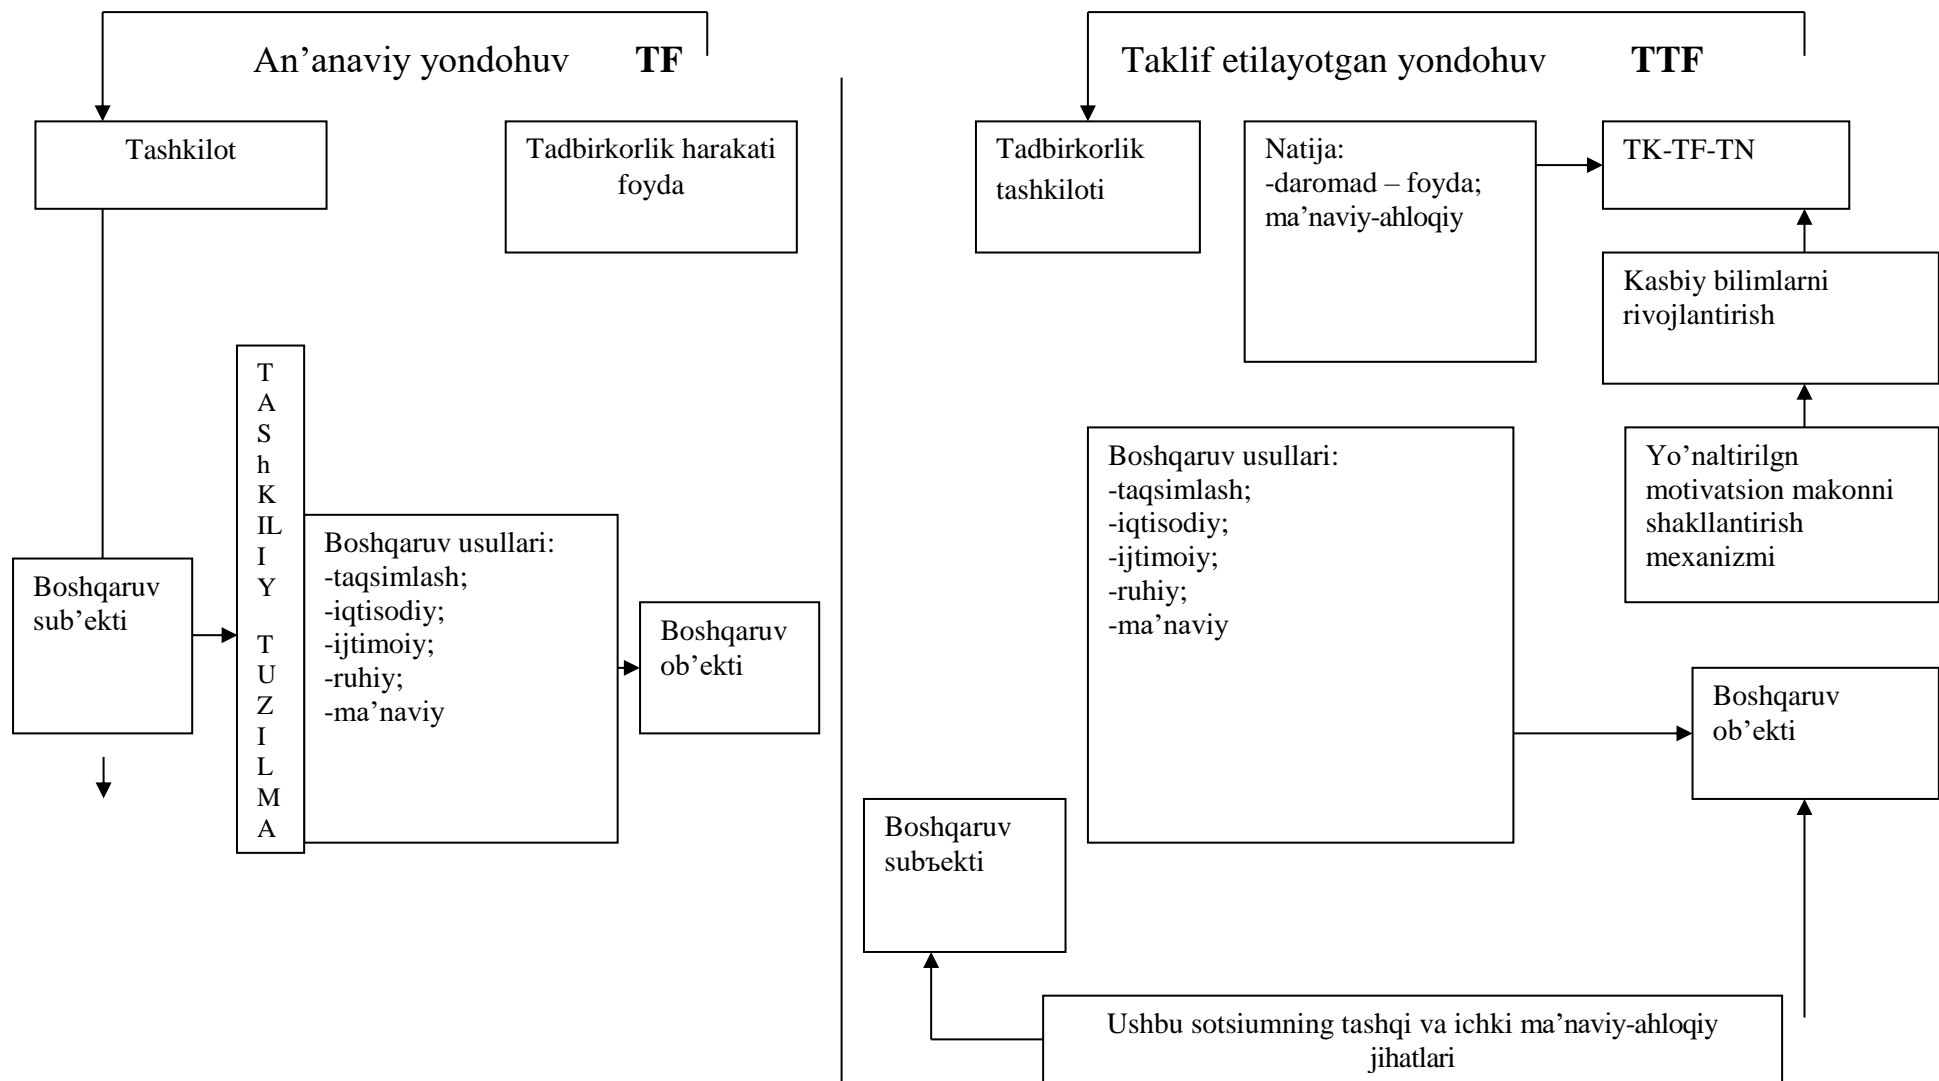 An’anaviy yondohuv TF
Tashkilot
Tadbirkorlik harakati
foyda
T
A
S
h
K
IL
I
Y
T
U
Z
I
L
M
A
Boshqaruv
sub’ekti
Boshqaruv usullari:
-taqsimlash;
-iqtisodiy;
-ijtimoiy;
-ruhiy;
-ma’naviy
Boshqaruv
ob’ekti
Taklif etilayotgan yondohuv TTF
Tadbirkorlik
tashkiloti
Natija:
-daromad – foyda;
ma’naviy-ahloqiy
TK-TF-TN
Kasbiy bilimlarni
rivojlantirish
Boshqaruv usullari:
-taqsimlash;
-iqtisodiy;
-ijtimoiy;
-ruhiy;
-ma’naviy
Yo’naltirilgn
motivatsion makonni
shakllantirish
mexanizmi
Boshqaruv
ob’ekti
Boshqaruv
subъekti
Ushbu sotsiumning tashqi va ichki ma’naviy-ahloqiy
jihatlari